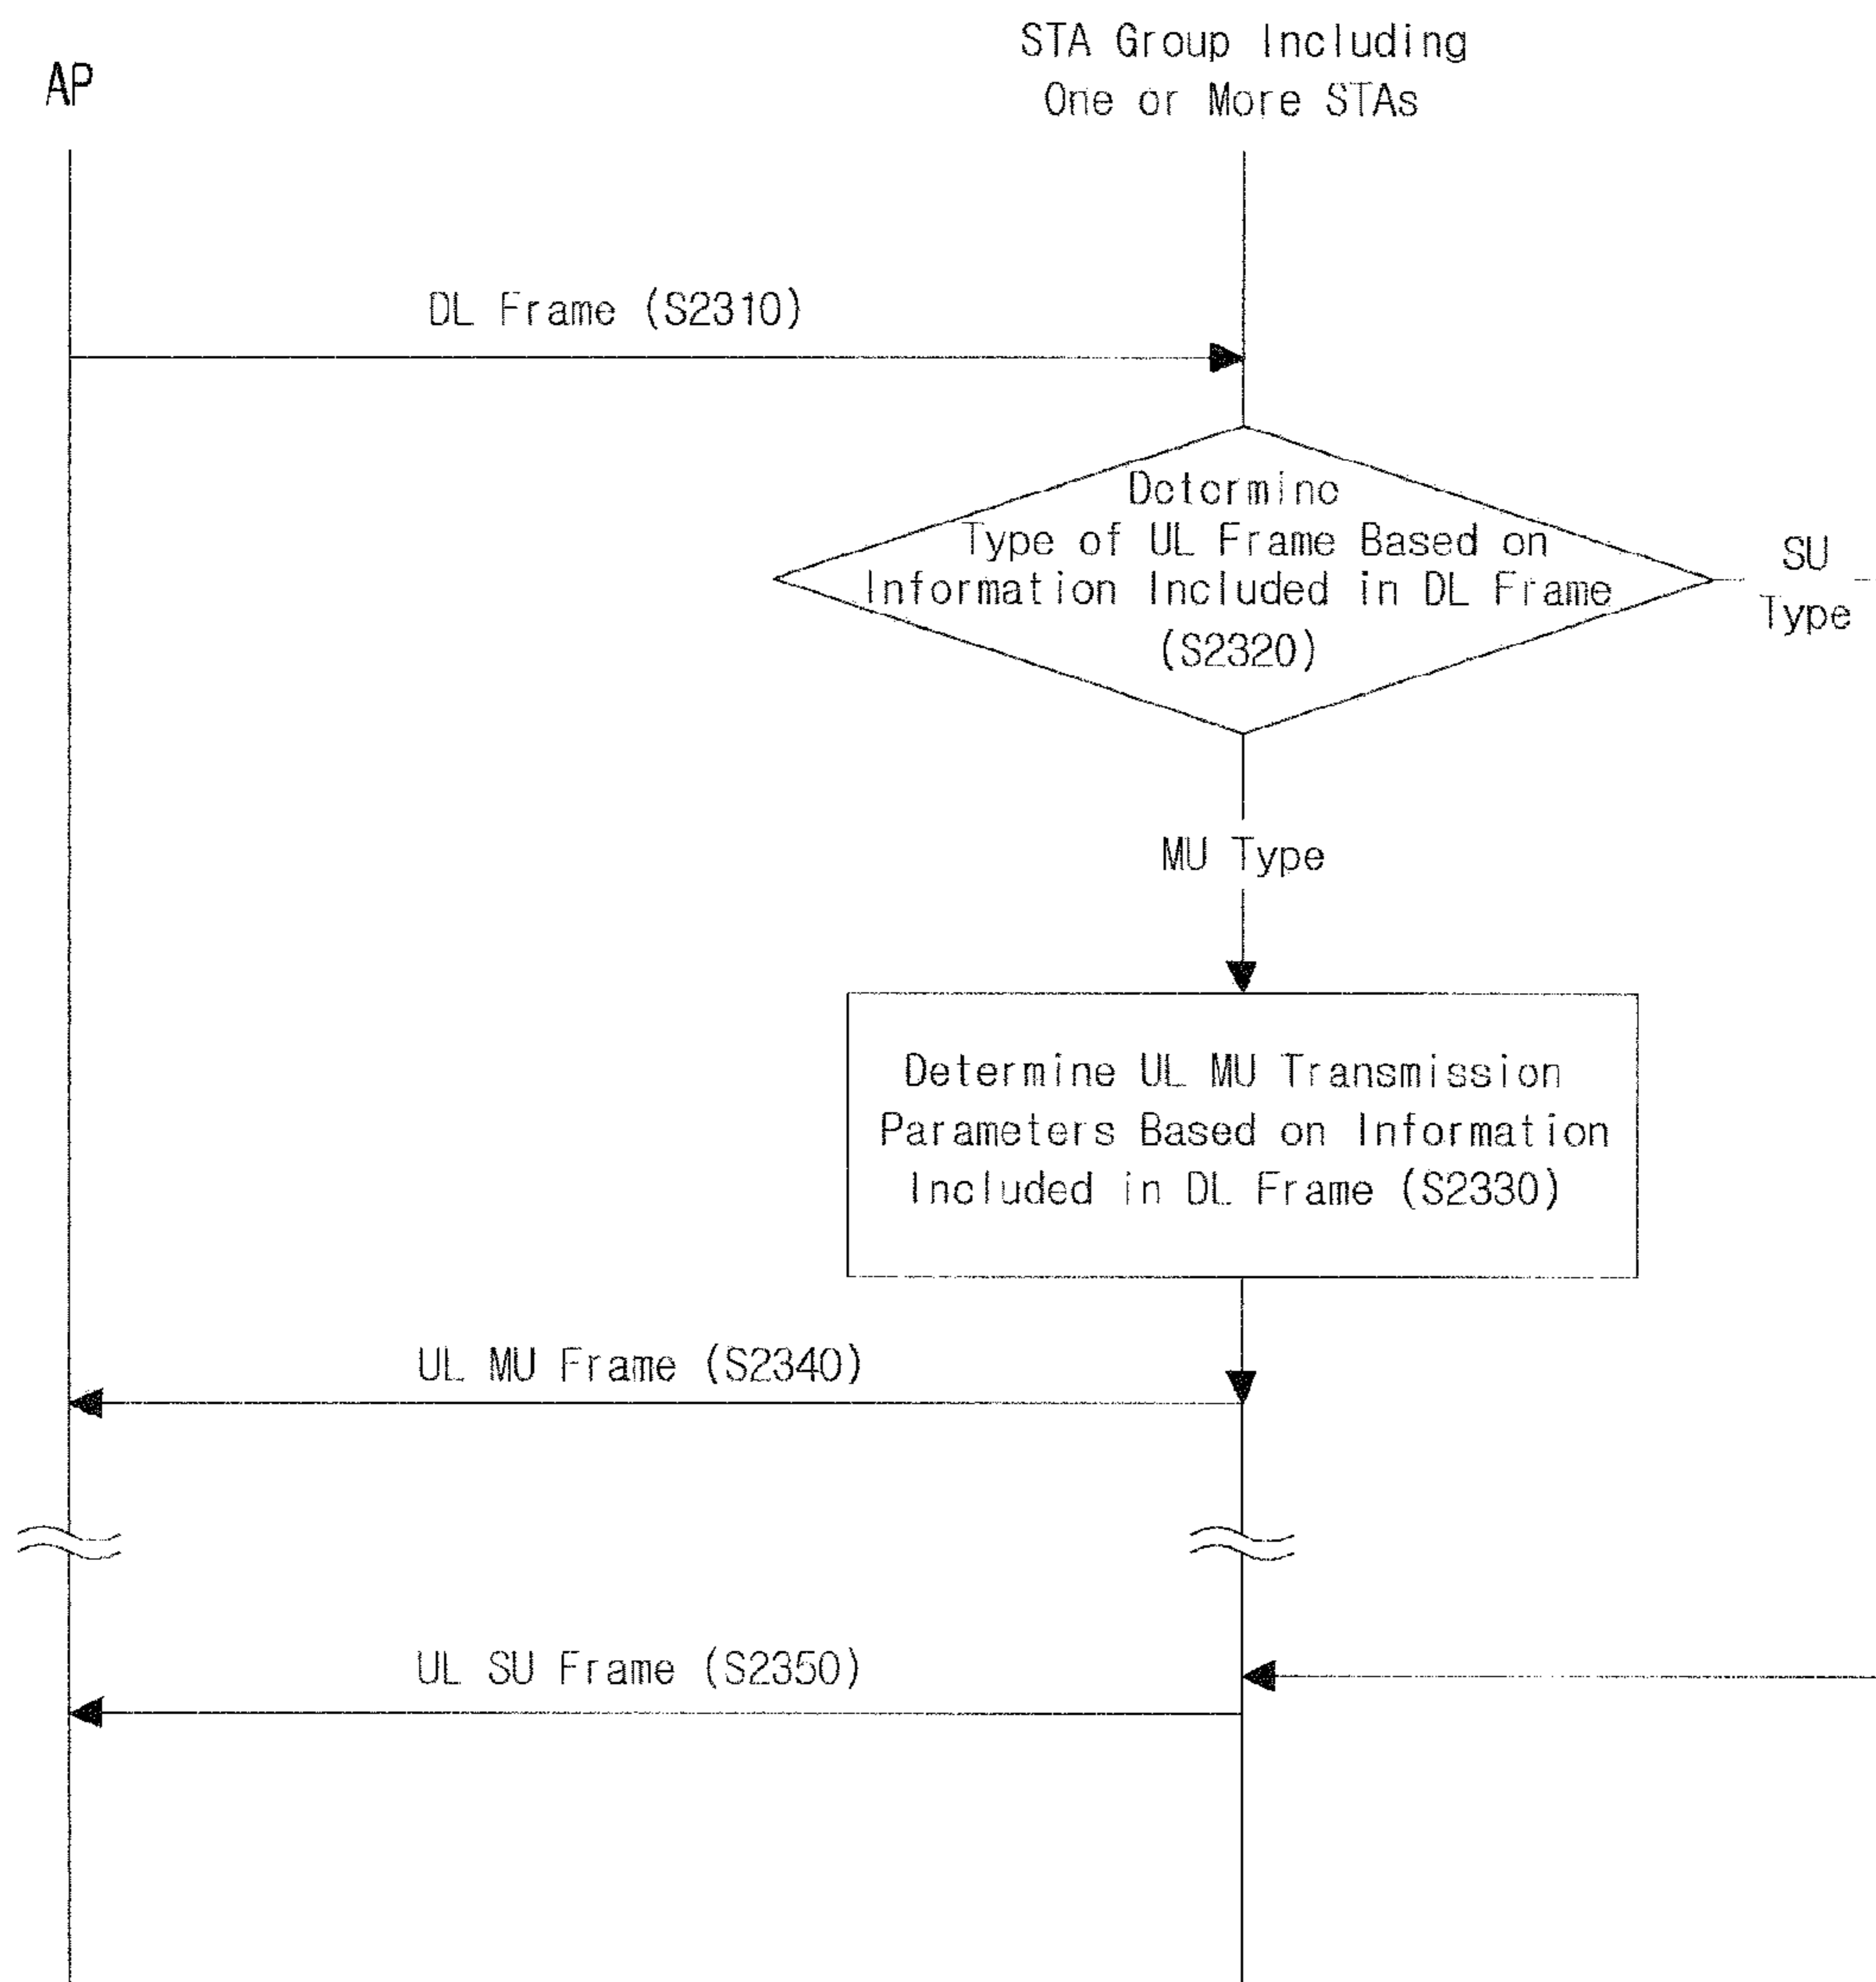 AP
STA Group Including
One or More STAs
DL Frame (S2310)
Determine
Type of UL Frame Based on
Information Included in DL Frame
(S2320)
SU
Type
MU Type
Determine UL MU Transmission
Parameters Based on Information
Included in DL Frame (S2330)
UL MU Frame (S2340)
UL SU Frame (S2350)